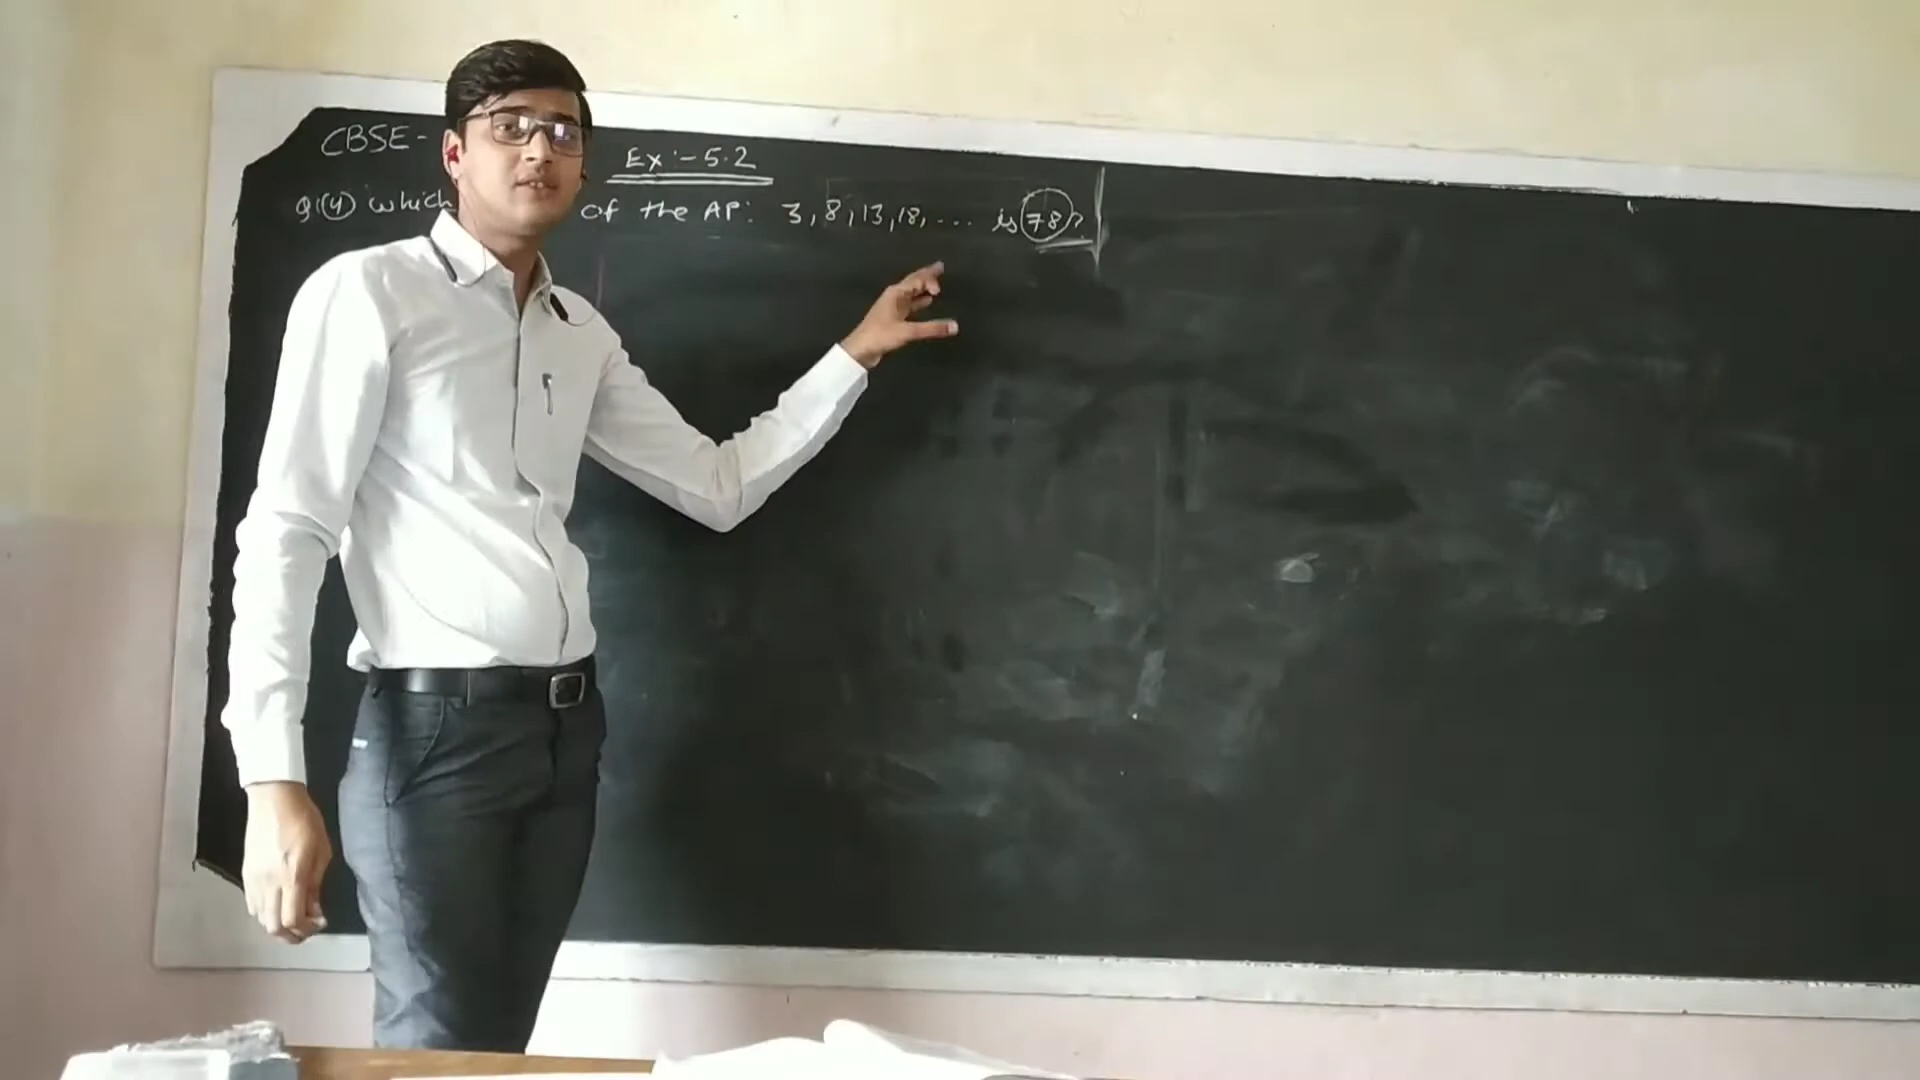 CBSE-
Ex:-5.2
Q(4) which of the AP: 3, 8, 13, 18, ... is 78?